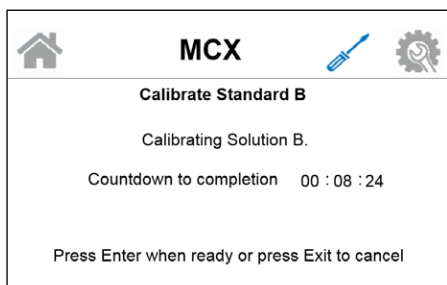 MCX
Calibrate Standard B
Calibrating Solution B.
Countdown to completion 00 : 08 : 24
Press Enter when ready or press Exit to cancel